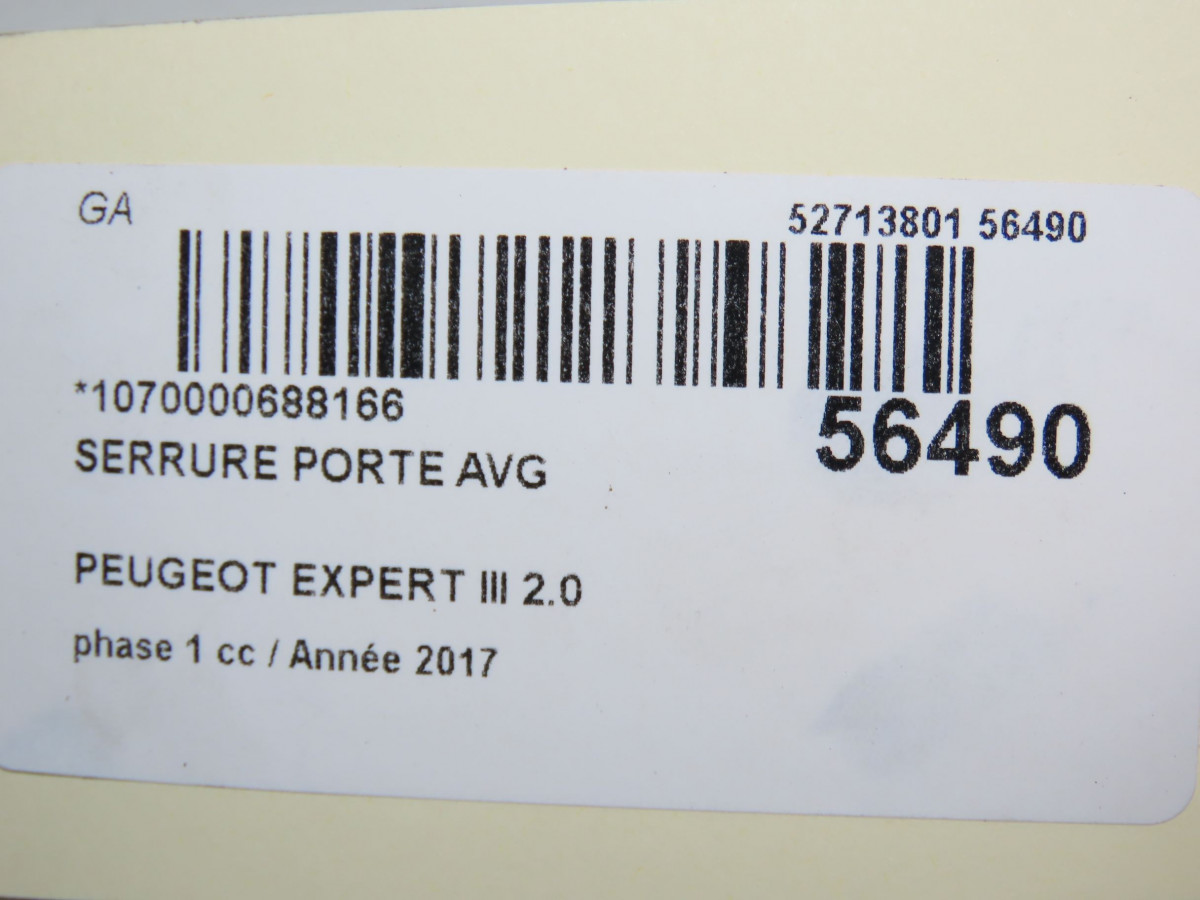 GA
52713801 56490
*1070000688166
56490
SERRURE PORTE AVG
PEUGEOT EXPERT III 2.0
phase 1 cc / Année 2017